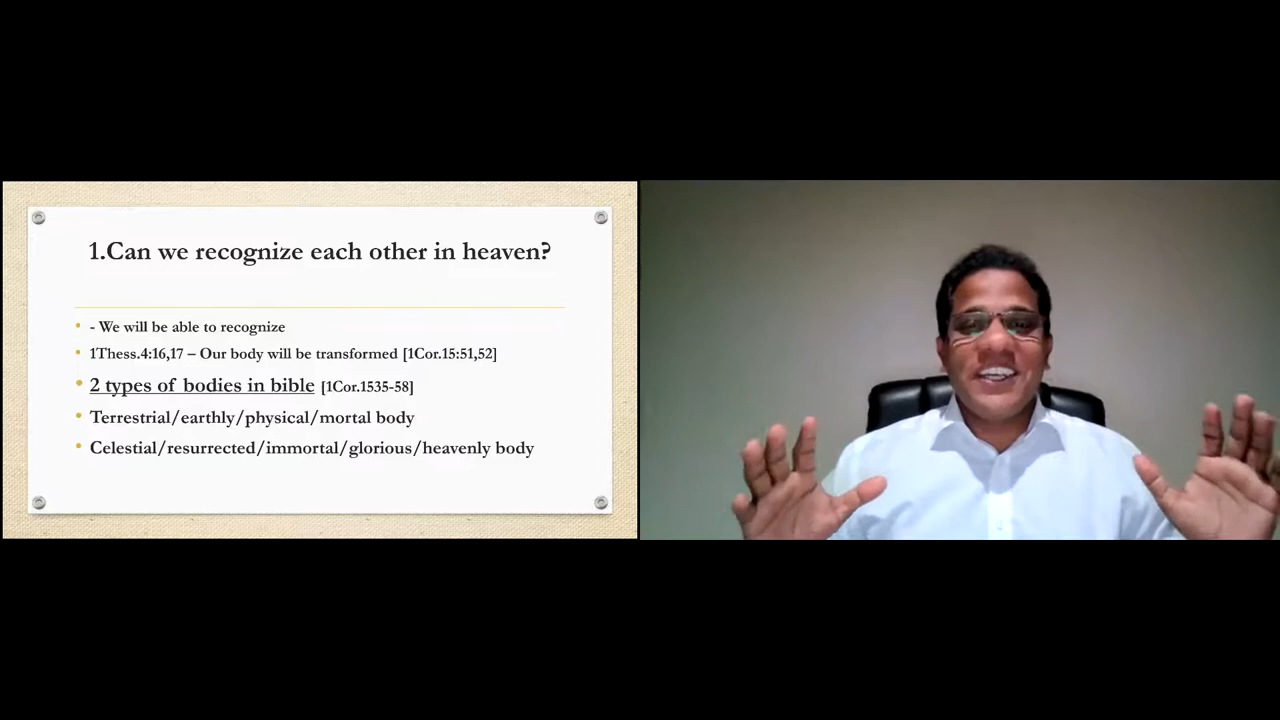 1.Can we recognize each other in heaven?
- We will be able to recognize
1Thess.4:16,17 – Our body will be transformed [1Cor.15:51,52]
2 types of bodies in bible [1Cor.1535-58]
Terrestrial/earthly/physical/mortal body
Celestial/resurrected/immortal/glorious/heavenly body